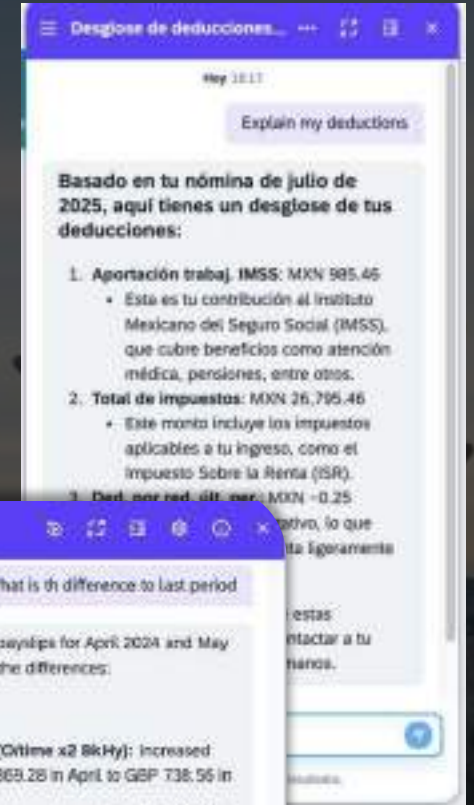 Desglose de deducciones...
Hoy 10:17
Explain my deductions
Basado en tu nómina de julio de
2025, aquí tienes un desglose de tus
deducciones:
1. Aportación trabaj. IMSS: MXN 985.46
• Esta es tu contribución al Instituto
Mexicano del Seguro Social (IMSS),
que cubre beneficios como atención
médica, pensiones, entre otros.
2. Total de impuestos: MXN 26,795.46
• Este monto incluye los impuestos
aplicables a tu ingreso, como el
Impuesto Sobre la Renta (ISR).
3. Ded. por red. últ. per.: MXN -0.25
ativo, lo que
ta ligeramente
estas
ntactar a tu
manos.
hat is th difference to last period
payslips for April 2024 and May
the differences:
x2 Increased
369.28 in April to GBP 738.56 in